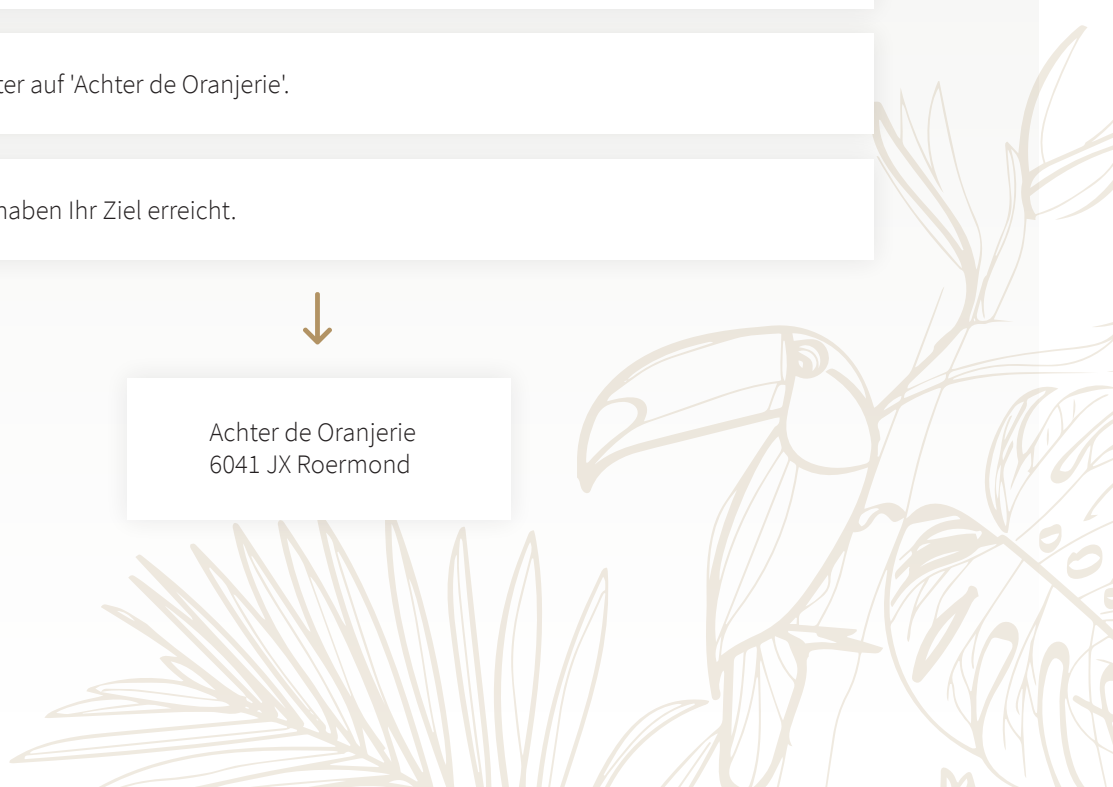 ter auf 'Achter de Oranjerie'.
haben Ihr Ziel erreicht.
Achter de Oranjerie
6041 JX Roermond